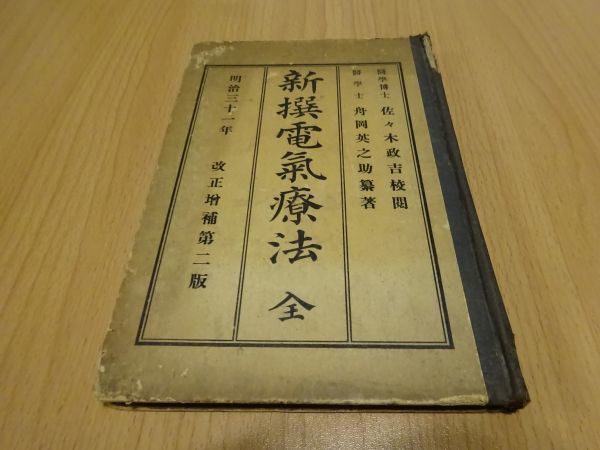 醫學博士 佐々木政吉校閱
醫學士 舟岡英之助纂著
新撰電氣療法 全
明治三十一年 改正增補第二版